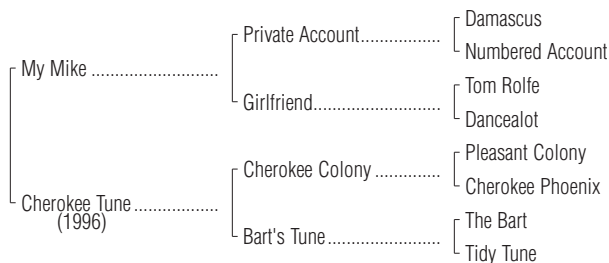 Damascus
Private Account
Numbered Account
My Mike
Tom Rolfe
Girlfriend
Dancealot
Pleasant Colony
Cherokee Colony
Cherokee Phoenix
Cherokee Tune
(1996)
The Bart
Bart's Tune
Tidy Tune